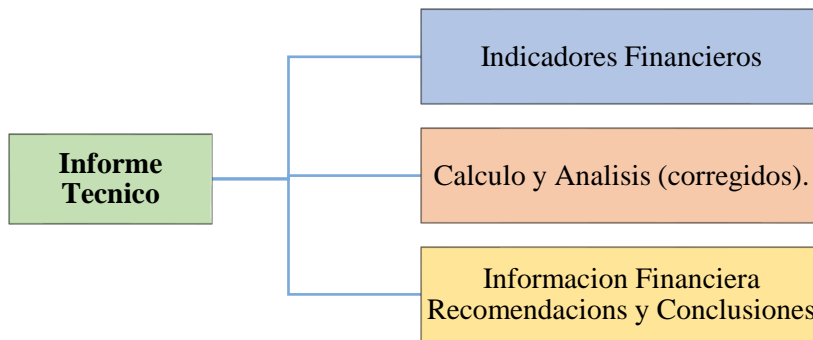 Indicadores Financieros
Informe
Tecnico
Calculo y Analisis (corregidos).
Informacion Financiera
Recomendacions y Conclusiones